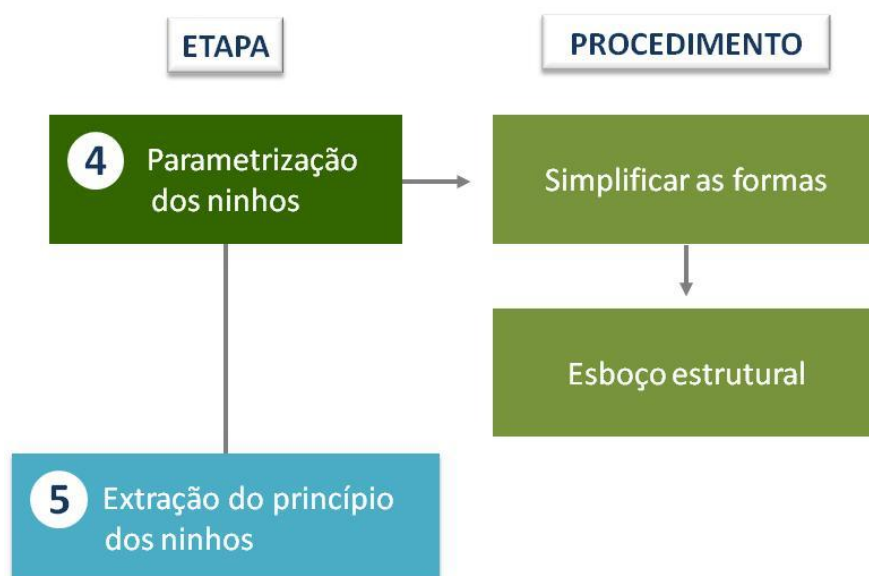 ETAPA
PROCEDIMENTO
4 Parametrização
dos ninhos
Simplificar as formas
Esboço estrutural
5 Extração do princípio
dos ninhos